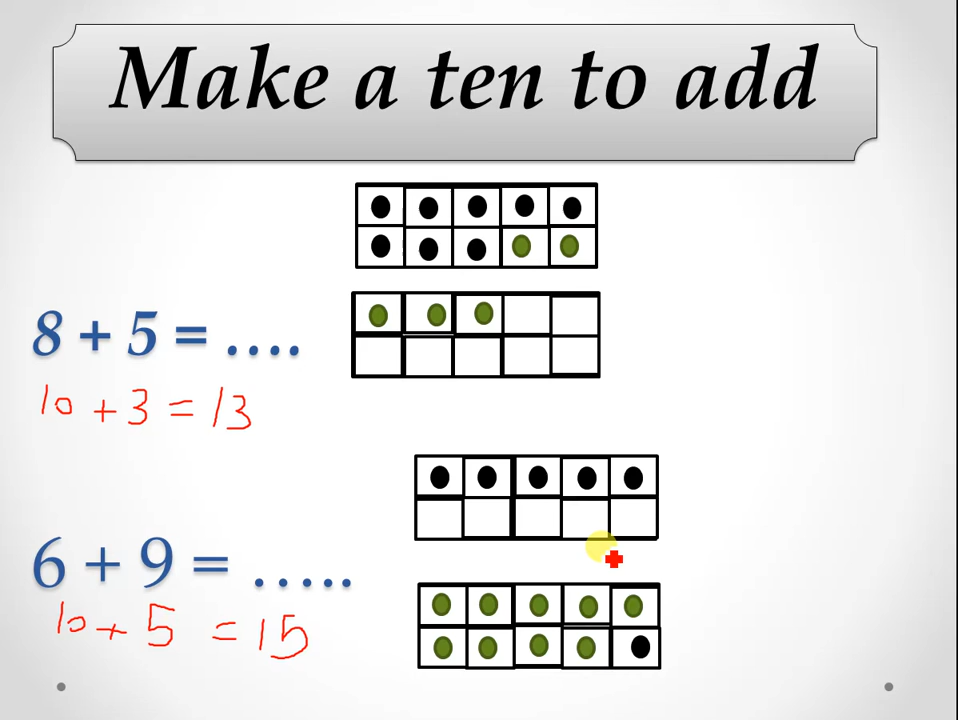 Make a ten to add
8 + 5 = ....
10 + 3 = 13
6 + 9 = .....
10 + 5 = 15